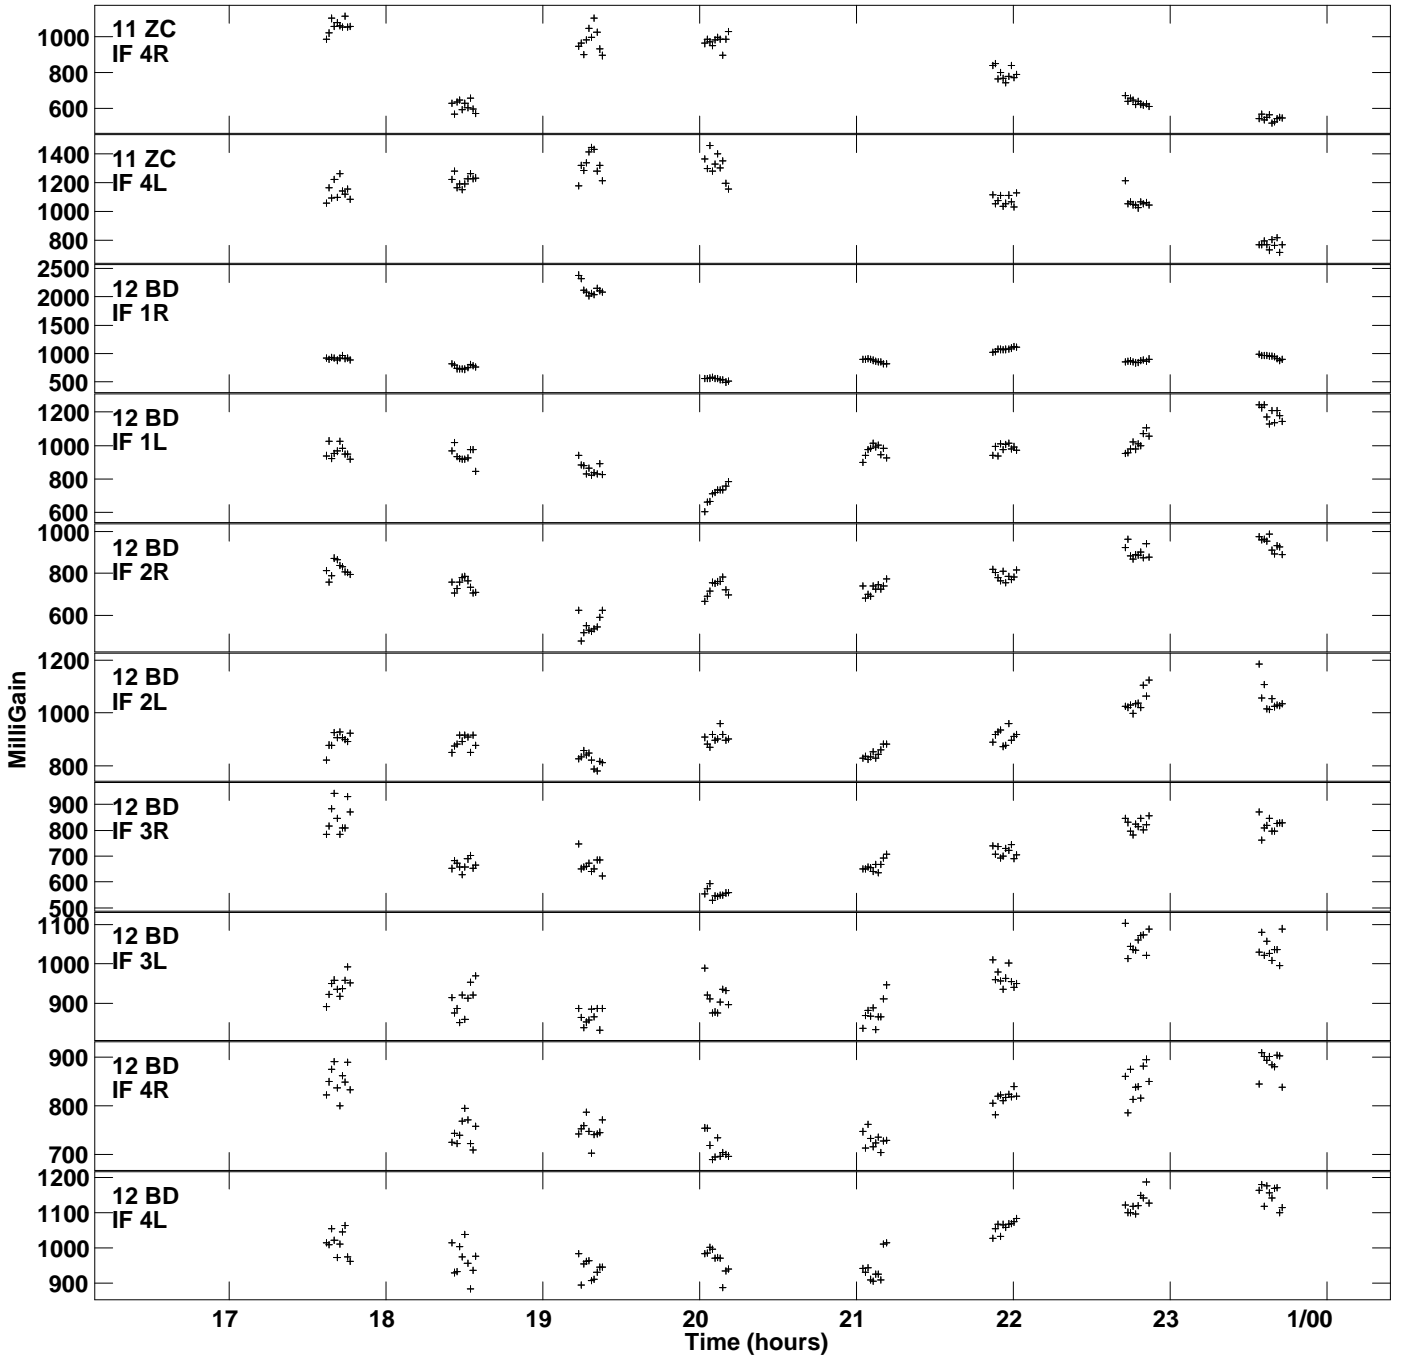 11 ZC
IF 4R
1000
800
600
11 ZC
IF 4L
1400
1200
1000
800
12 BD
IF 1R
2500
2000
1500
1000
500
12 BD
IF 1L
1200
1000
800
600
12 BD
IF 2R
1000
800
600
12 BD
IF 2L
1200
1000
800
12 BD
IF 3R
900
800
700
600
500
12 BD
IF 3L
1100
1000
900
12 BD
IF 4R
900
800
700
12 BD
IF 4L
1200
1100
1000
900
MilliGain
17 18 19 20 21 22 23 1/00
Time (hours)